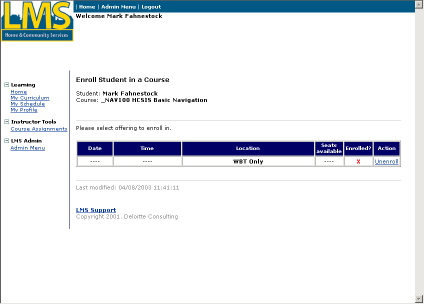 LMS
Home & Community Services
| Home | Admin Menu | Logout
Welcome Mark Fahnestock
Learning
Home
My Curriculum
My Schedule
My Profile
Instructor Tools
Course Assignments
LMS Admin
Admin Menu
Enroll Student in a Course
Student: Mark Fahnestock
Course: _NAV100 HCSIS Basic Navigation
Please select offering to enroll in.
Date Time Location Seats available Enrolled? Action
---- ---- WBT Only ---- X Unenroll
Last modified: 04/08/2003 11:41:11
LMS Support
Copyright 2001, Deloitte Consulting